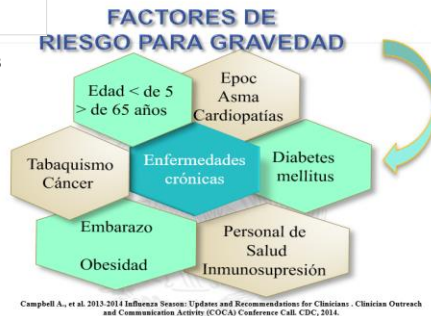 FACTORES DE
RIESGO PARA GRAVEDAD
s
Edad < de 5
> de 65 años
Epoc
Asma
Cardiopatías
Tabaquismo
Cáncer
Enfermedades
crónicas
Diabetes
mellitus
Embarazo
Obesidad
Personal de
Salud
Inmunosupresión
Campbell A., et al. 2013-2014 Influenza Season: Updates and Recommendations for Clinicians . Clinician Outreach
and Communication Activity (COCA) Conference Call. CDC, 2014.